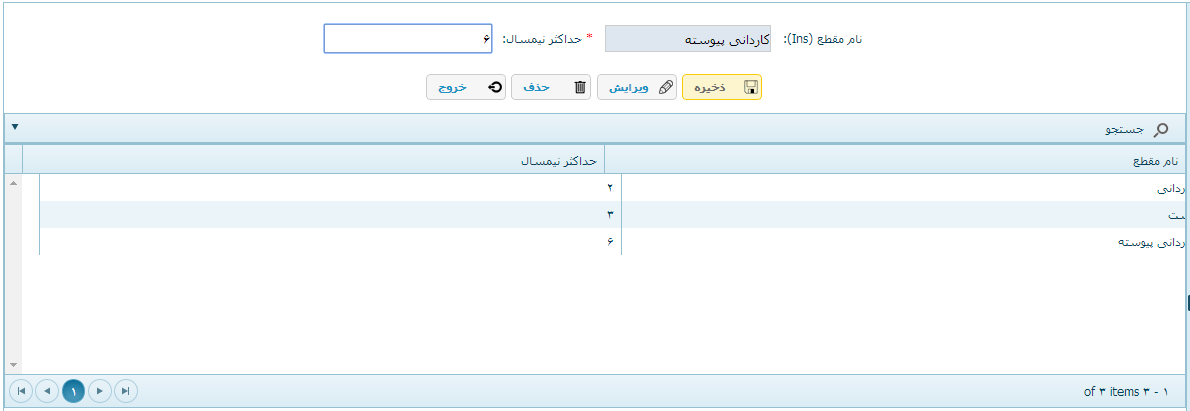 نام مقطع (Ins): کاردانی پیوسته * حداکثر نیمسال: ۶
ذخیره ویرایش حذف خروج
جستجو
نام مقطع حداکثر نیمسال
ردانی ۲
ست ۳
ردانی پیوسته ۶
۱ - ۳ of ۳ items ۱